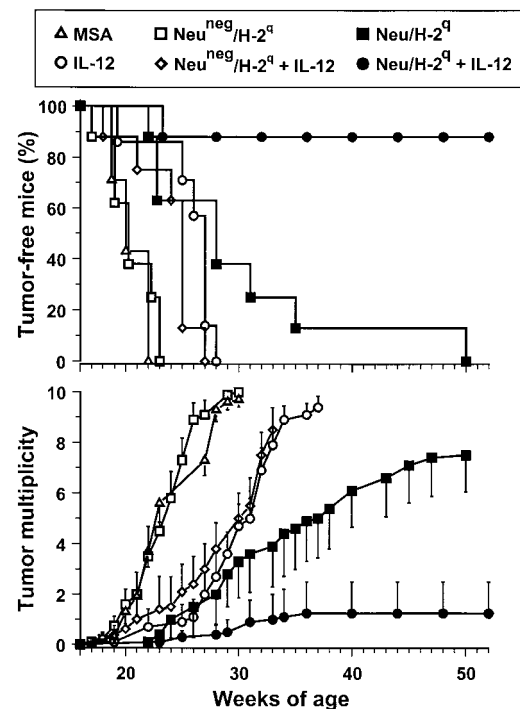 MSA Neu^neg/H-2^q Neu/H-2^q
IL-12 Neu^neg/H-2^q + IL-12 Neu/H-2^q + IL-12
Tumor-free mice (%)
100
80
60
40
20
0
Tumor multiplicity
10
8
6
4
2
0
20 30 40 50
Weeks of age